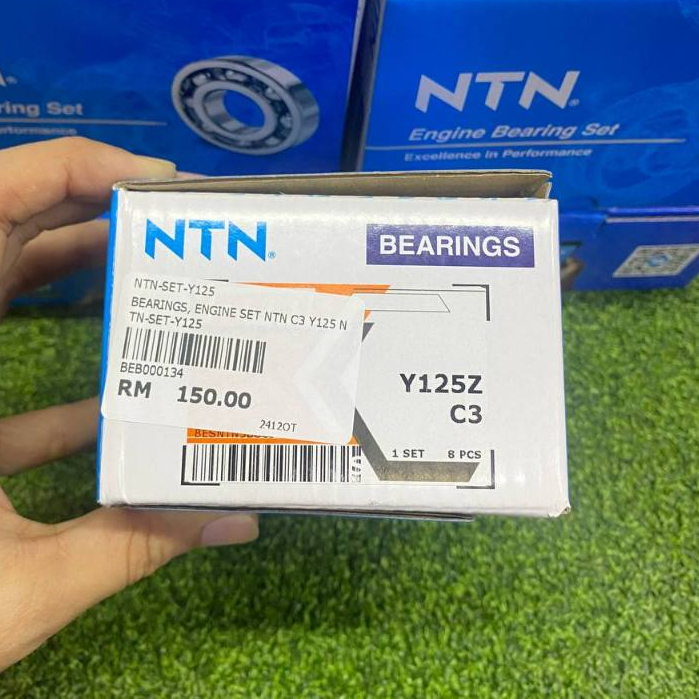 ring Set
rformance
NTN®
Engine Bearing Set
Excellence in Performance
NTN®
BEARINGS
NTN-SET-Y125
BEARINGS, ENGINE SET NTN C3 Y125 N
TN-SET-Y125
BEB000134
RM 150.00
2412OT
Y125Z
C3
1 SET 8 PCS